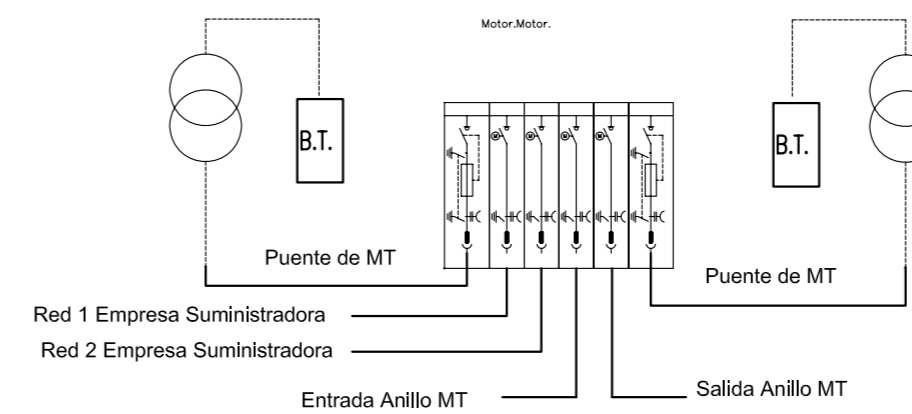 Motor.Motor.
B.T.
B.T.
Puente de MT
Puente de MT
Red 1 Empresa Suministradora
Red 2 Empresa Suministradora
Entrada Anillo MT
Salida Anillo MT